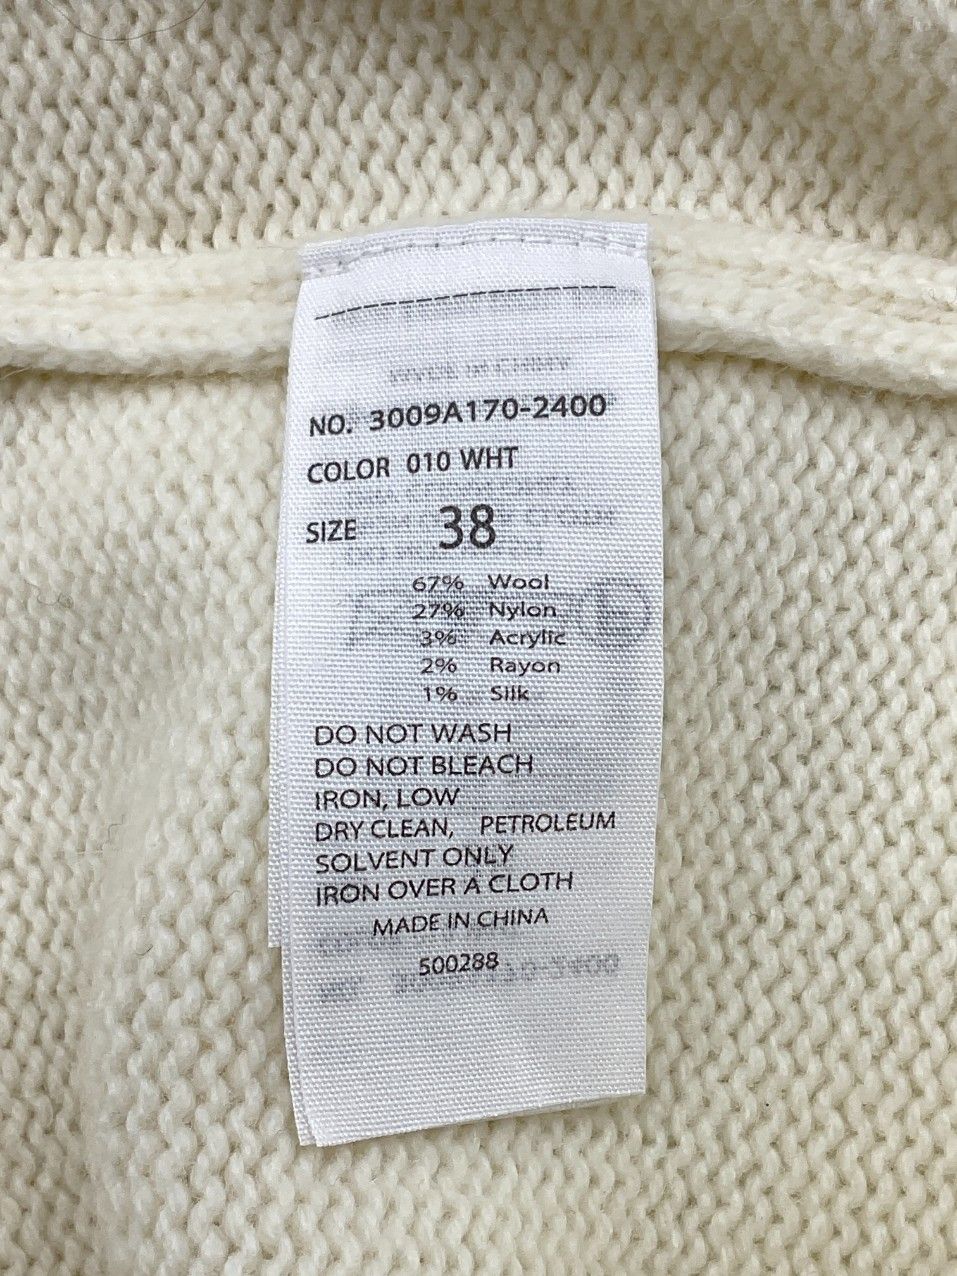 NO. 3009A170-2400
COLOR 010 WHT
SIZE 38
67% Wool
27% Nylon
3% Acrylic
2% Rayon
1% Silk
DO NOT WASH
DO NOT BLEACH
IRON, LOW
DRY CLEAN, PETROLEUM
SOLVENT ONLY
IRON OVER A CLOTH
MADE IN CHINA
500288